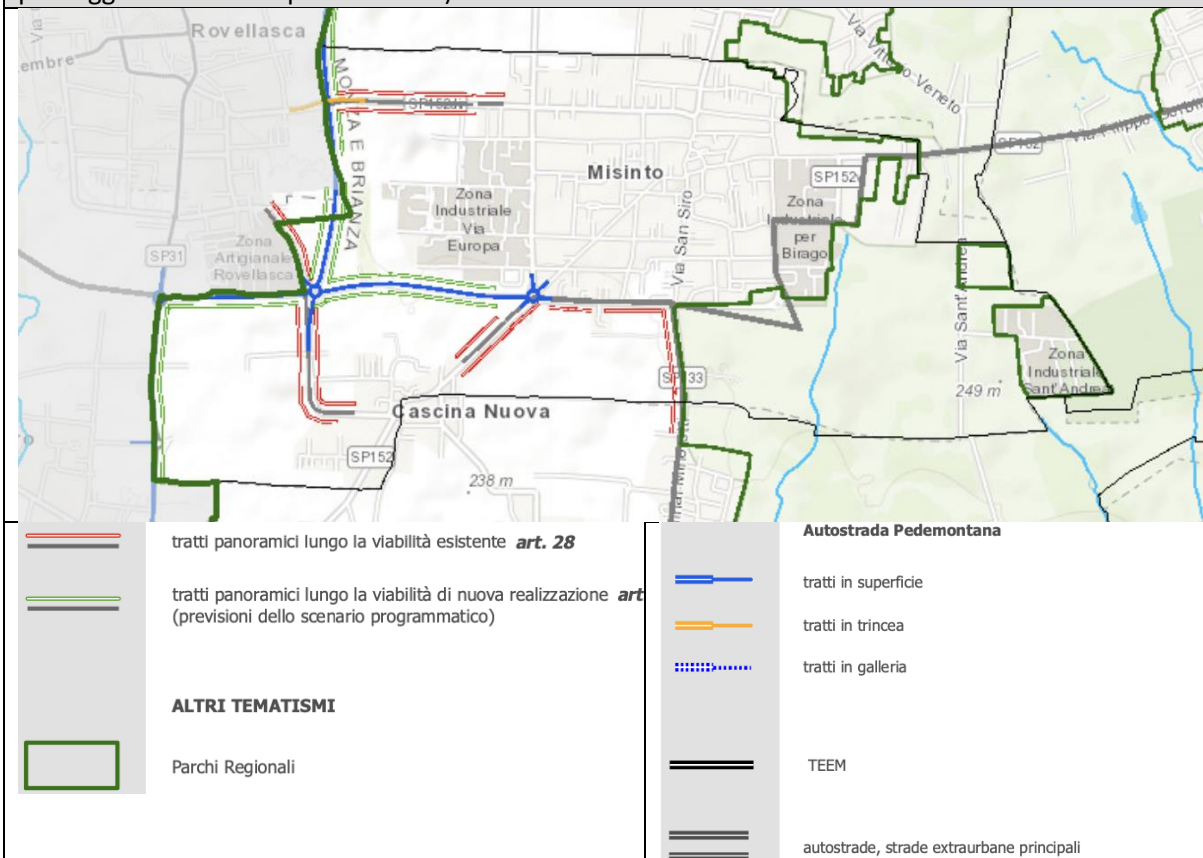 Rovellasca
Via Vittorio Veneto
MONZA E BRIANZA
Misinto
SP152
Zona
Industriale
Via
Europa
Via San Siro
Zona
Industriale
per
Birago
Zona
Artigianale
Rovellasca
SP31
Via Sant'Andrea
SP133
Zona
Industriale
Sant'Andrea
249 m
Cascina Nuova
SP152
238 m
tratti panoramici lungo la viabilità esistente art. 28
tratti panoramici lungo la viabilità di nuova realizzazione art
(previsioni dello scenario programmatico)
ALTRI TEMATISMI
Parchi Regionali
Autostrada Pedemontana
tratti in superficie
tratti in trincea
tratti in galleria
TEEM
autostrade, strade extraurbane principali